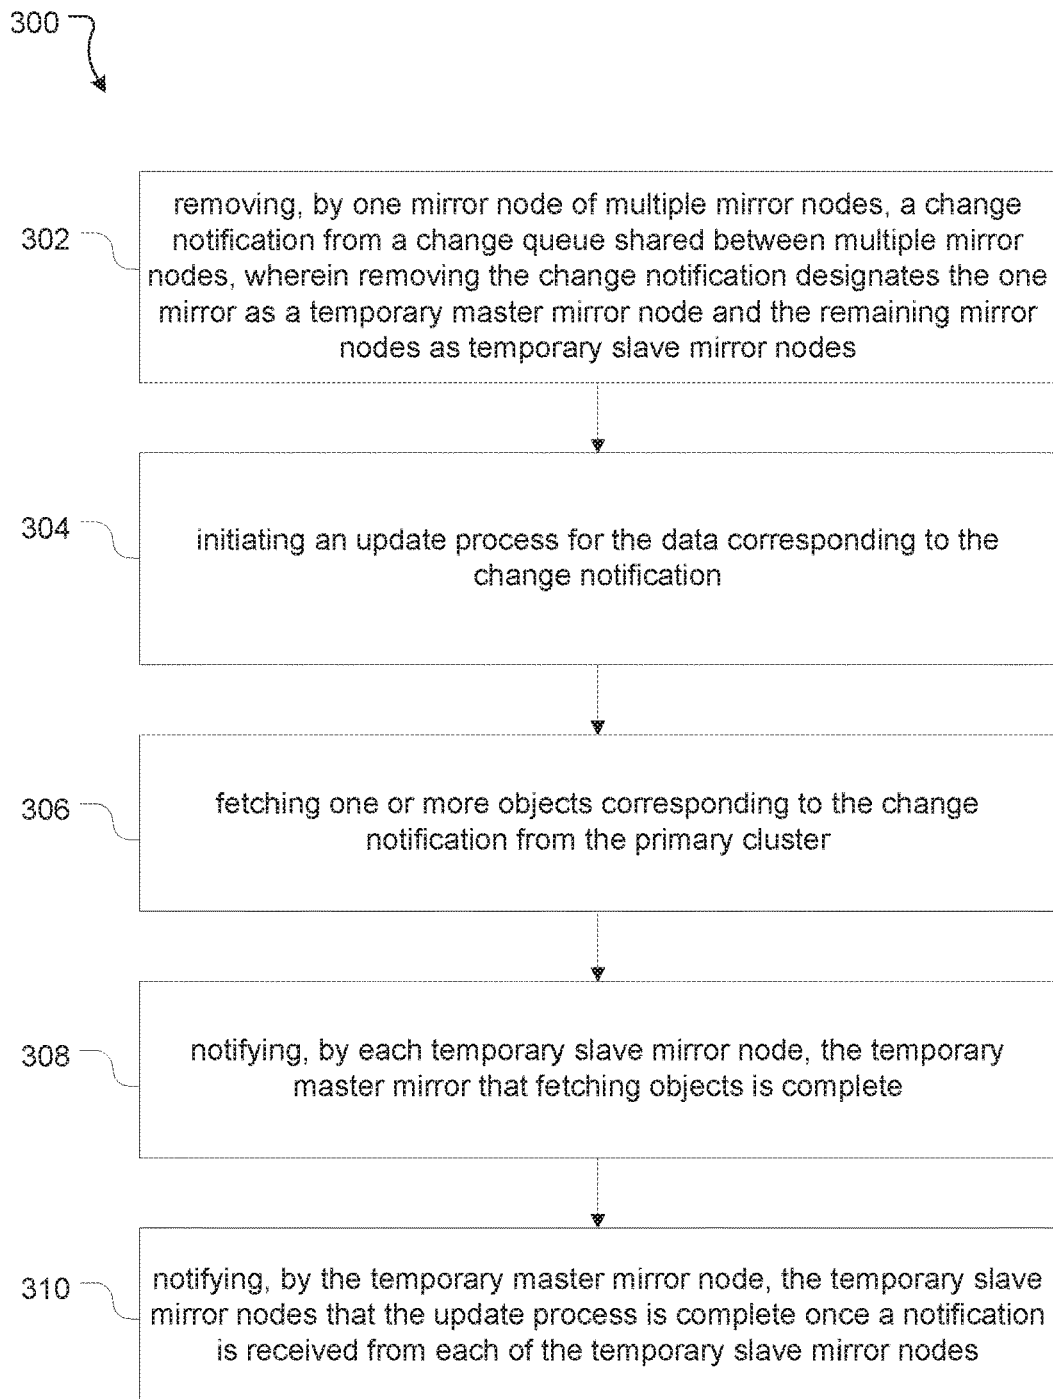 300
302
removing, by one mirror node of multiple mirror nodes, a change
notification from a change queue shared between multiple mirror
nodes, wherein removing the change notification designates the one
mirror as a temporary master mirror node and the remaining mirror
nodes as temporary slave mirror nodes
304
initiating an update process for the data corresponding to the
change notification
306
fetching one or more objects corresponding to the change
notification from the primary cluster
308
notifying, by each temporary slave mirror node, the temporary
master mirror that fetching objects is complete
310
notifying, by the temporary master mirror node, the temporary slave
mirror nodes that the update process is complete once a notification
is received from each of the temporary slave mirror nodes